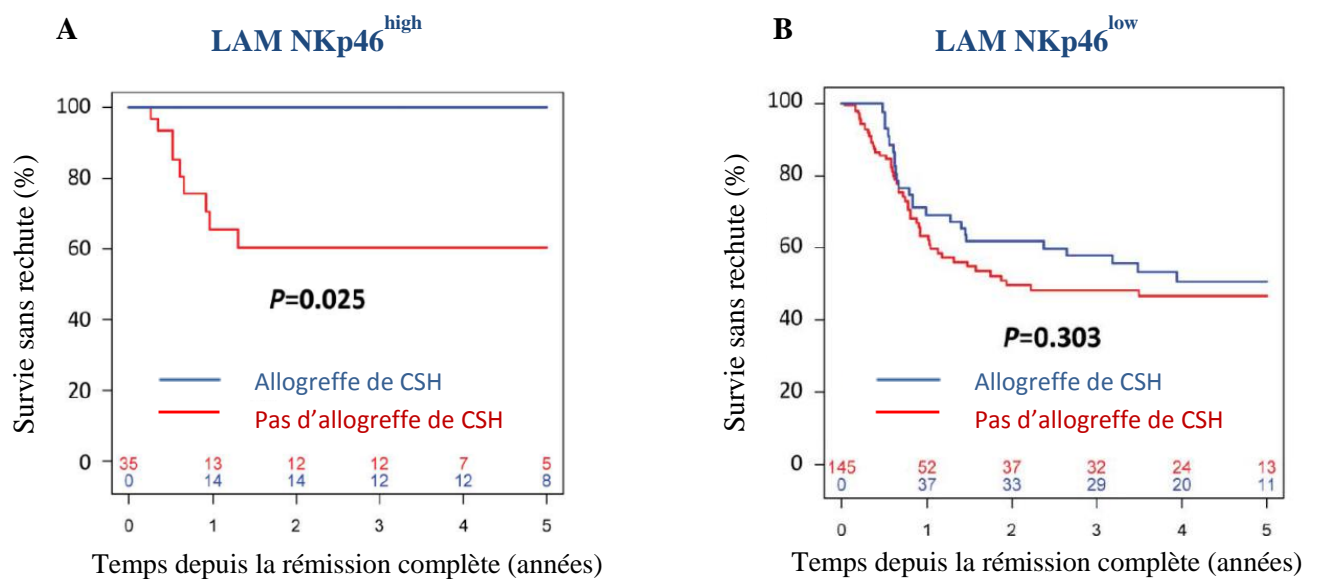 A
LAM NKp46high
Survie sans rechute (%)
100
80
60
40
20
0
P=0.025
Allogreffe de CSH
Pas d'allogreffe de CSH
35 13 12 12 7 5
0 14 14 12 12 8
0 1 2 3 4 5
Temps depuis la rémission complète (années)
B
LAM NKp46low
Survie sans rechute (%)
100
80
60
40
20
0
P=0.303
Allogreffe de CSH
Pas d'allogreffe de CSH
145 52 37 32 24 13
0 37 33 29 20 11
0 1 2 3 4 5
Temps depuis la rémission complète (années)